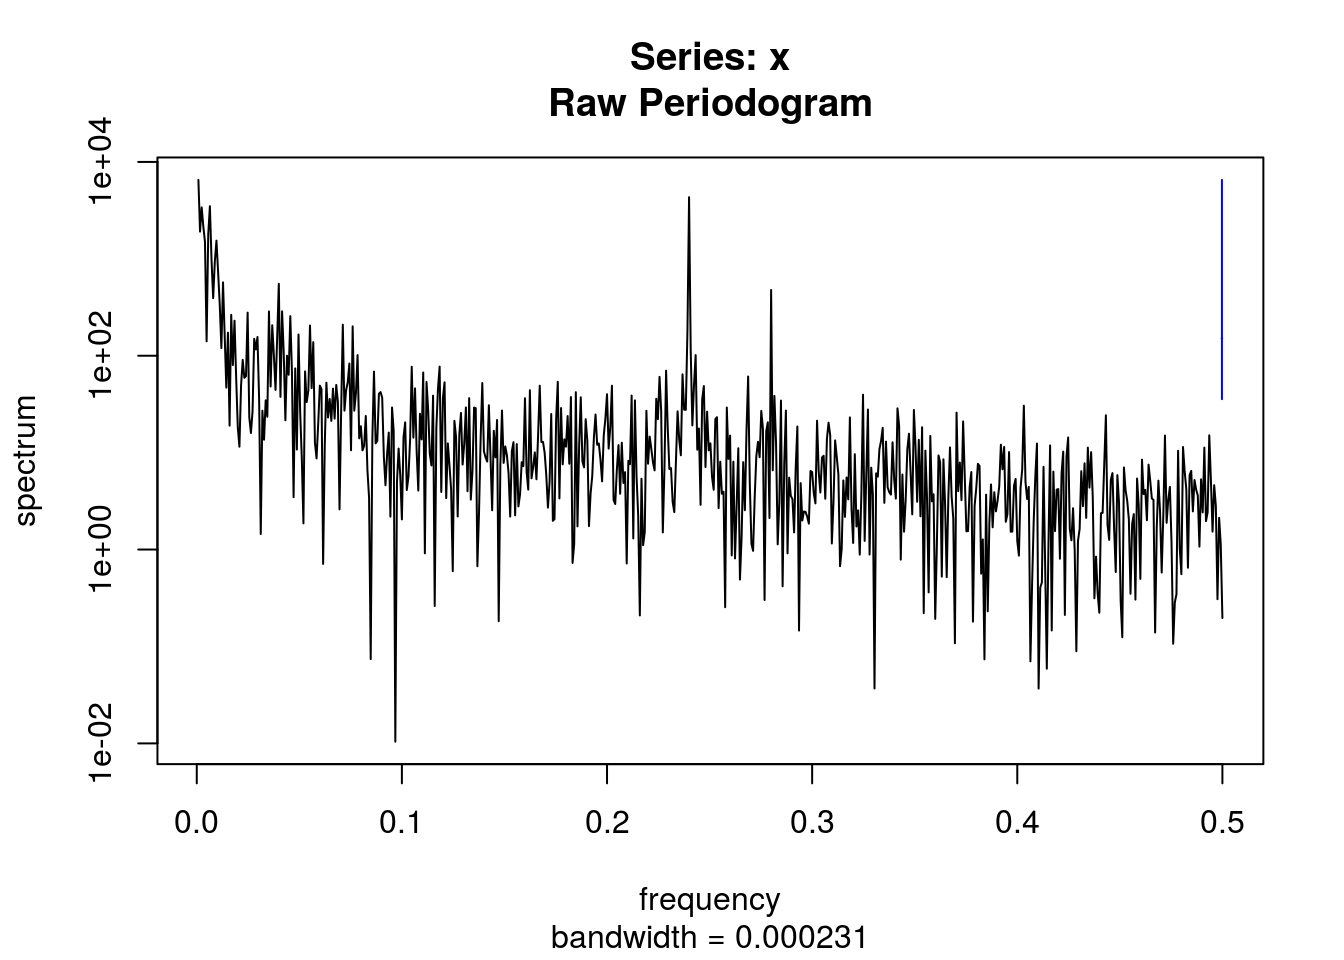 Series: x
Raw Periodogram
1e+04
1e+02
1e+00
1e-02
spectrum
0.0 0.1 0.2 0.3 0.4 0.5
frequency
bandwidth = 0.000231